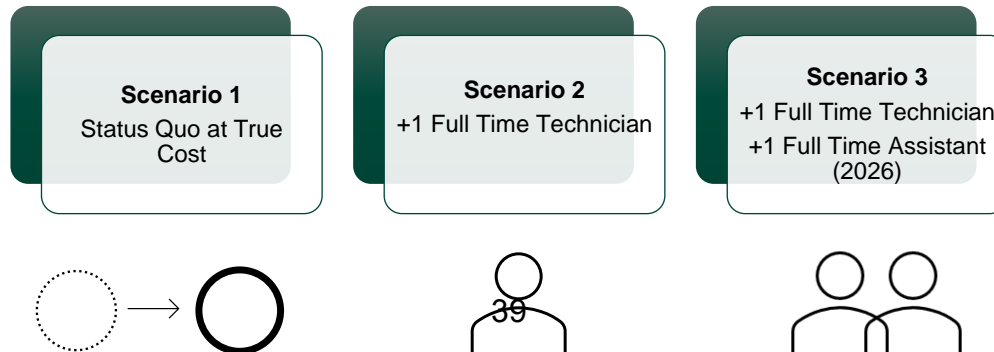 Scenario 1
Status Quo at True
Cost
Scenario 2
+1 Full Time Technician
Scenario 3
+1 Full Time Technician
+1 Full Time Assistant
(2026)
39